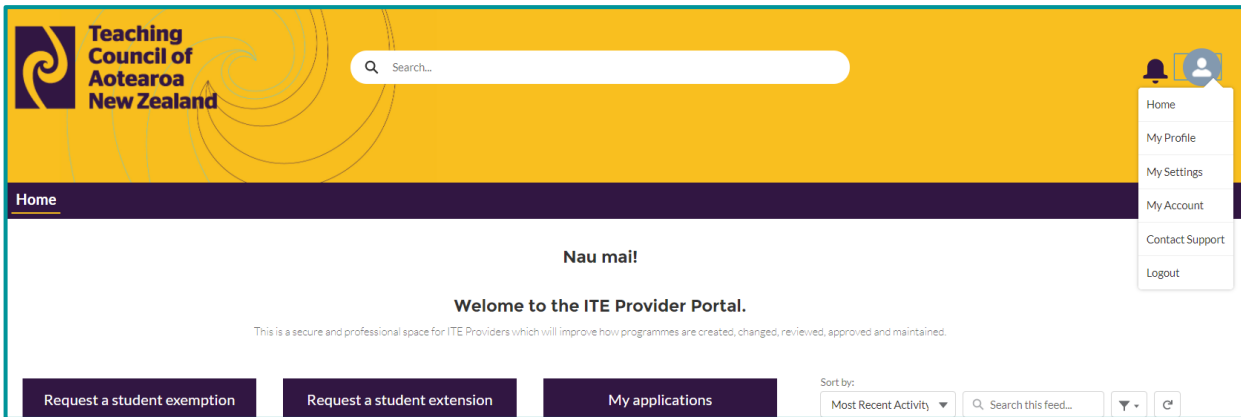 Teaching
Council of
Aotearoa
New Zealand
Search...
Home
My Profile
My Settings
My Account
Contact Support
Logout
Home
Nau mai!
Welome to the ITE Provider Portal.
This is a secure and professional space for ITE Providers which will improve how programmes are created, changed, reviewed, approved and maintained.
Request a student exemption
Request a student extension
My applications
Sort by:
Most Recent Activity
Search this feed...